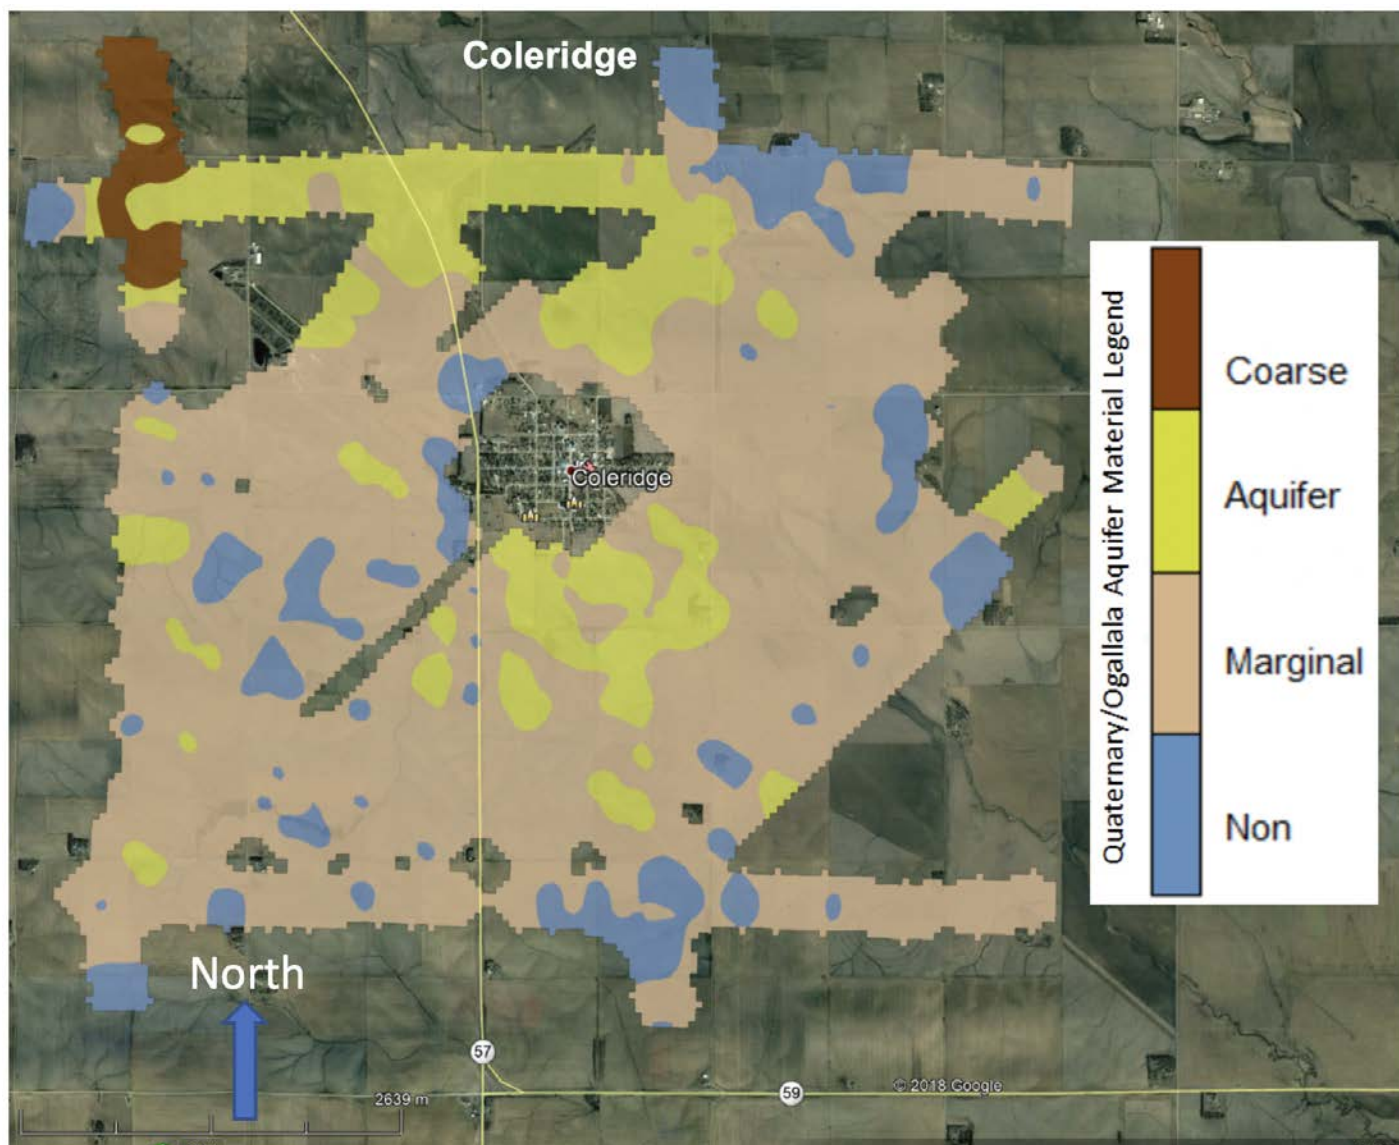 Coleridge
Quaternary/Ogallala Aquifer Material Legend
Coarse
Aquifer
Marginal
Non
Coleridge
North
57
59
© 2018 Google
2639 m